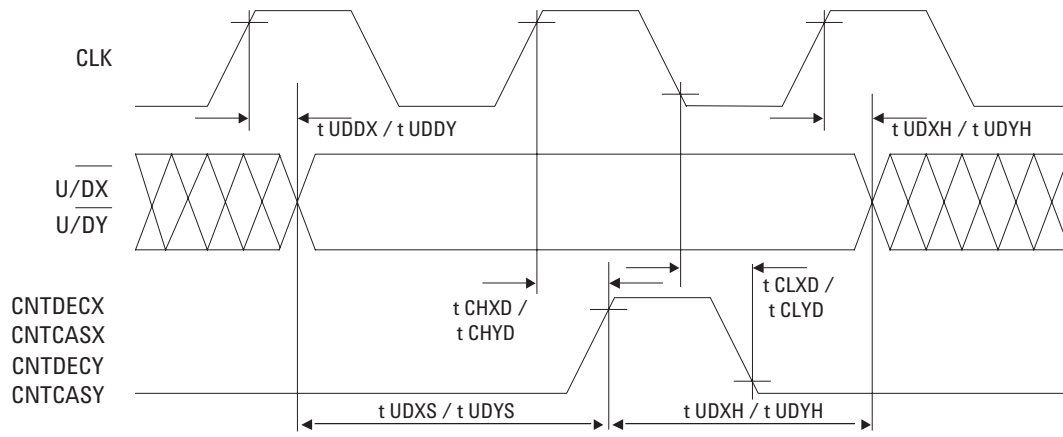 CLK
t UDDX / t UDDY
t UDXH / t UDYH
U/DX
U/DY
t CHXD /
t CHYD
t CLXD /
t CLYD
CNTDECX
CNTCASX
CNTDECY
CNTCASY
t UDXS / t UDYS
t UDXH / t UDYH